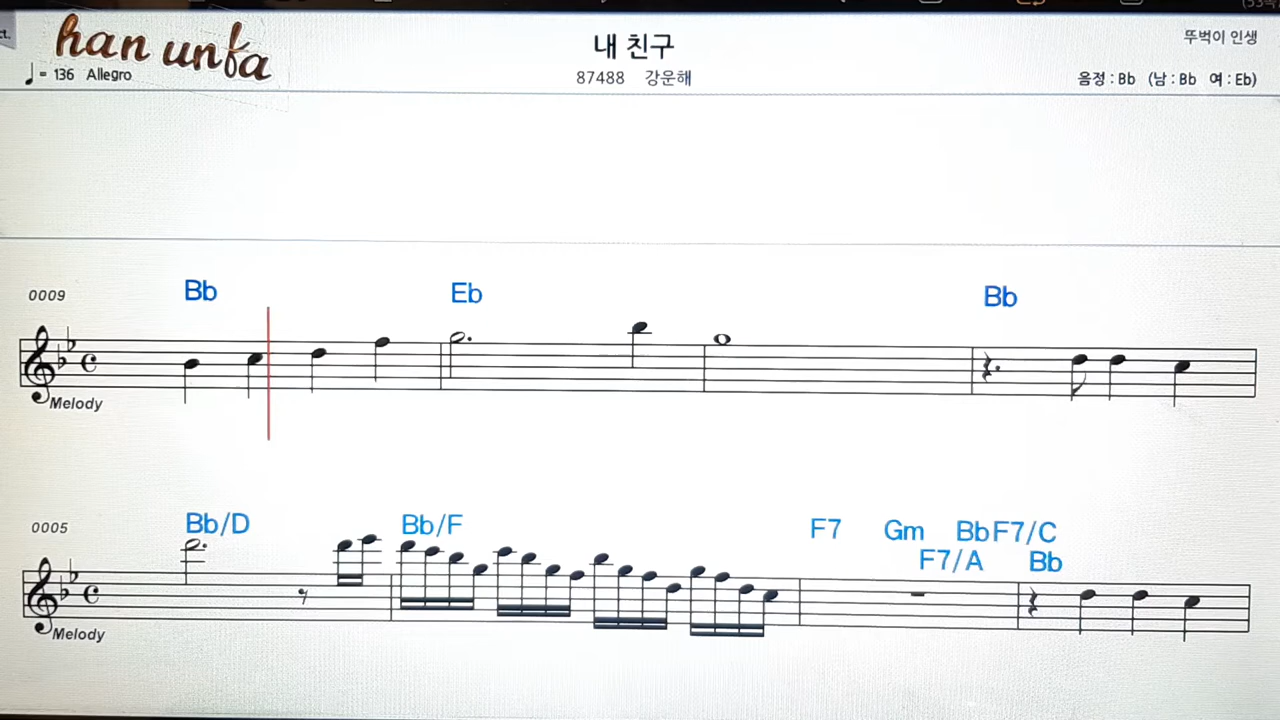 ct.
(53
han unfa
내 친구
뚜벅이 인생
= 136 Allegro
87488 강운해
음정 : Bb (남 : Bb 여 : Eb)
0009
Bb
Eb
Bb
Melody
0005
Bb/D
Bb/F
F7
Gm
Bb
F7/C
F7/A
Bb
Melody